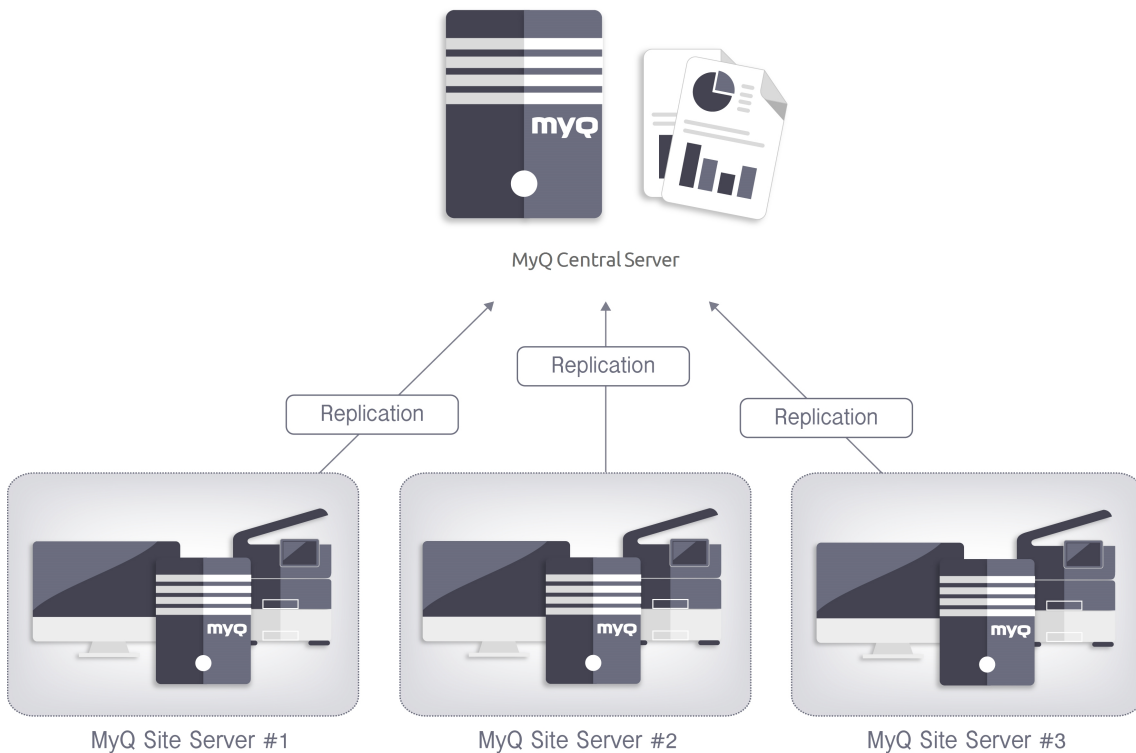 myQ
MyQ Central Server
Replication
Replication
Replication
myQ
myQ
myQ
MyQ Site Server #1
MyQ Site Server #2
MyQ Site Server #3